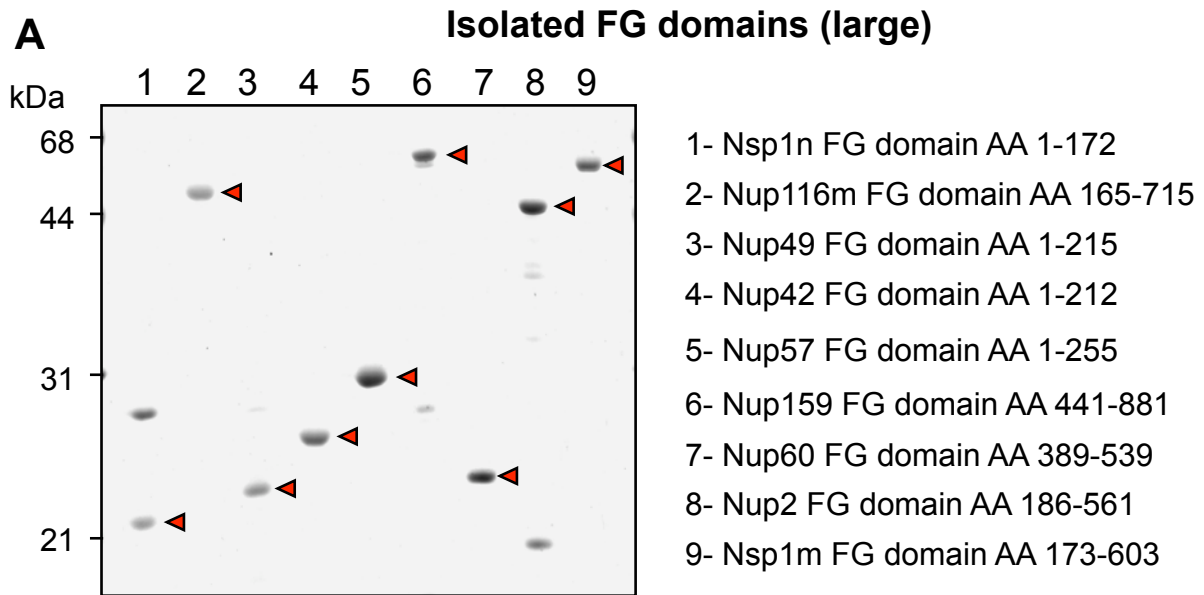 A
Isolated FG domains (large)
1 2 3 4 5 6 7 8 9
kDa
68
44
31
21
1- Nsp1n FG domain AA 1-172
2- Nup116m FG domain AA 165-715
3- Nup49 FG domain AA 1-215
4- Nup42 FG domain AA 1-212
5- Nup57 FG domain AA 1-255
6- Nup159 FG domain AA 441-881
7- Nup60 FG domain AA 389-539
8- Nup2 FG domain AA 186-561
9- Nsp1m FG domain AA 173-603